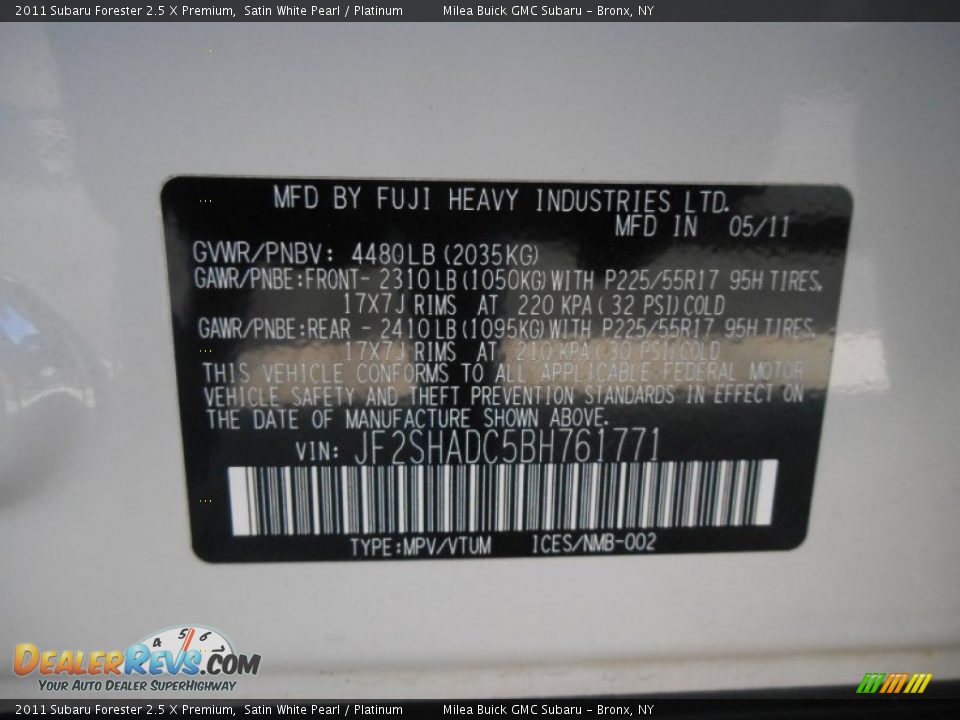 2011 Subaru Forester 2.5 X Premium, Satin White Pearl / Platinum Milea Buick GMC Subaru - Bronx, NY
MFD BY FUJI HEAVY INDUSTRIES LTD.
MFD IN 05/11
GVWR/PNBV: 4480LB (2035KG)
GAWR/PNBE:FRONT- 2310LB(1050KG)WITH P225/55R17 95H TIRES,
17X7J RIMS AT 220 KPA( 32 PSI)COLD
GAWR/PNBE:REAR - 2410LB(1095KG)WITH P225/55R17 95H TIRES,
17X7J RIMS AT 210 KPA( 30 PSI)COLD
THIS VEHICLE CONFORMS TO ALL APPLICABLE FEDERAL MOTOR
VEHICLE SAFETY AND THEFT PREVENTION STANDARDS IN EFFECT ON
THE DATE OF MANUFACTURE SHOWN ABOVE.
VIN: JF2SHADC5BH761771
TYPE:MPV/VTUM ICES/NMB-002
4 5 6 7
DEALERREVS.COM
YOUR AUTO DEALER SUPERHIGHWAY
2011 Subaru Forester 2.5 X Premium, Satin White Pearl / Platinum Milea Buick GMC Subaru - Bronx, NY